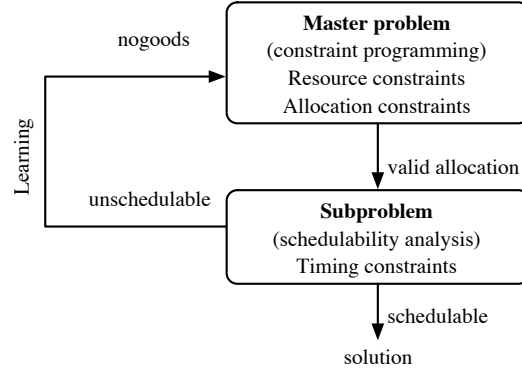 Master problem
(constraint programming)
Resource constraints
Allocation constraints
nogoods
Learning
valid allocation
unschedulable
Subproblem
(schedulability analysis)
Timing constraints
schedulable
solution